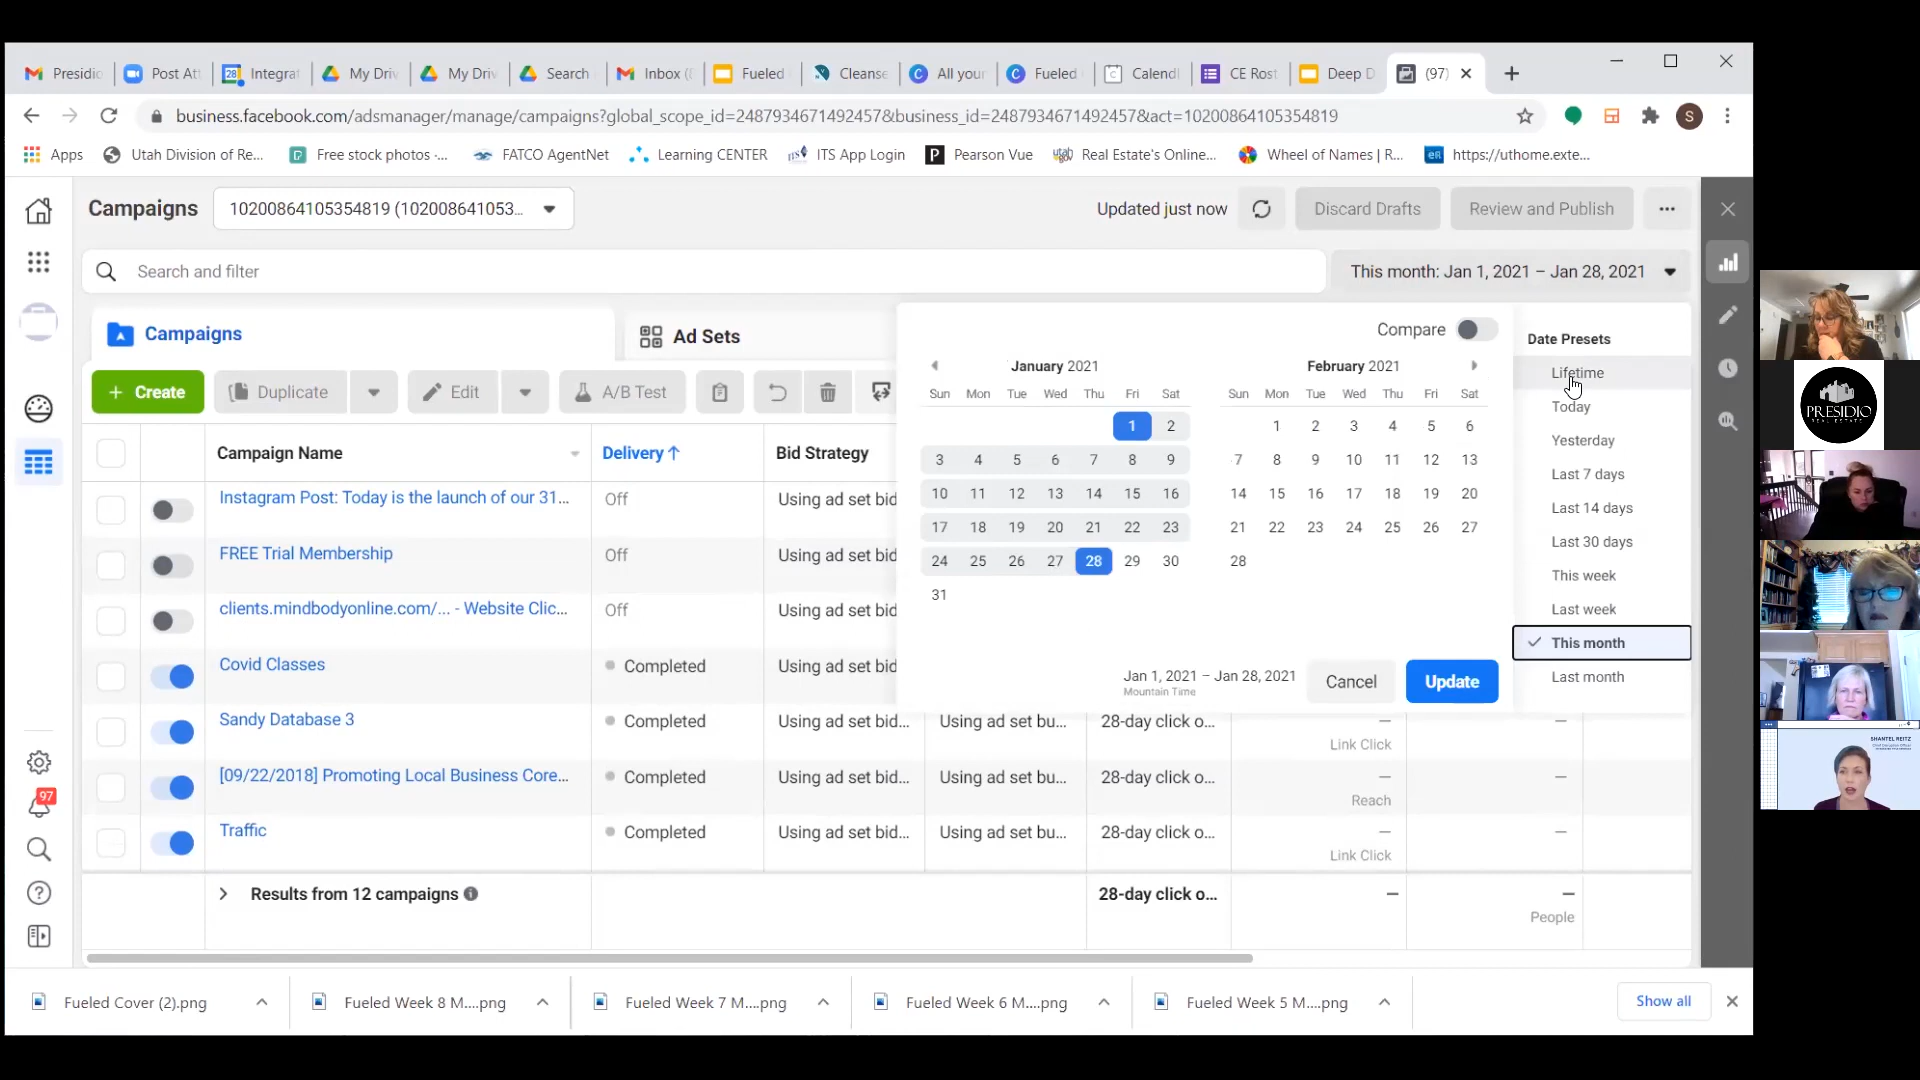 Presidio
Post Att
Integrat
My Driv
My Driv
Search
Inbox (
Fueled
Cleanse
All your
Fueled
Calendl
CE Rost
Deep D
(97)
business.facebook.com/adsmanager/manage/campaigns?global_scope_id=2487934671492457&business_id=2487934671492457&act=10200864105354819
S
Apps
Utah Division of Re...
Free stock photos -...
FATCO AgentNet
Learning CENTER
ITS App Login
Pearson Vue
Real Estate's Online...
Wheel of Names | R...
https://uthome.exte...
Campaigns
10200864105354819 (102008641053...
Updated just now
Discard Drafts
Review and Publish
Search and filter
This month: Jan 1, 2021 – Jan 28, 2021
Campaigns
Ad Sets
Compare
Date Presets
+ Create
Duplicate
Edit
A/B Test
January 2021
Sun Mon Tue Wed Thu Fri Sat
1 2
3 4 5 6 7 8 9
10 11 12 13 14 15 16
17 18 19 20 21 22 23
24 25 26 27 28 29 30
31
February 2021
Sun Mon Tue Wed Thu Fri Sat
1 2 3 4 5 6
7 8 9 10 11 12 13
14 15 16 17 18 19 20
21 22 23 24 25 26 27
28
Lifetime
Today
Yesterday
Last 7 days
Last 14 days
Last 30 days
This week
Last week
This month
Last month
Jan 1, 2021 – Jan 28, 2021
Mountain Time
Cancel
Update
Campaign Name
Delivery ↑
Bid Strategy
Instagram Post: Today is the launch of our 31...
Off
Using ad set bid
FREE Trial Membership
Off
Using ad set bid
clients.mindbodyonline.com/... - Website Clic...
Off
Using ad set bid
Covid Classes
Completed
Using ad set bid
Sandy Database 3
Completed
Using ad set bid...
Using ad set bu...
28-day click o...
—
Link Click
—
[09/22/2018] Promoting Local Business Core...
Completed
Using ad set bid...
Using ad set bu...
28-day click o...
—
Reach
—
Traffic
Completed
Using ad set bid...
Using ad set bu...
28-day click o...
—
Link Click
—
Results from 12 campaigns
28-day click o...
—
—
People
97
Fueled Cover (2).png
Fueled Week 8 M....png
Fueled Week 7 M....png
Fueled Week 6 M....png
Fueled Week 5 M....png
Show all
PRESIDIO
REAL ESTATE
SHANTEL REITZ